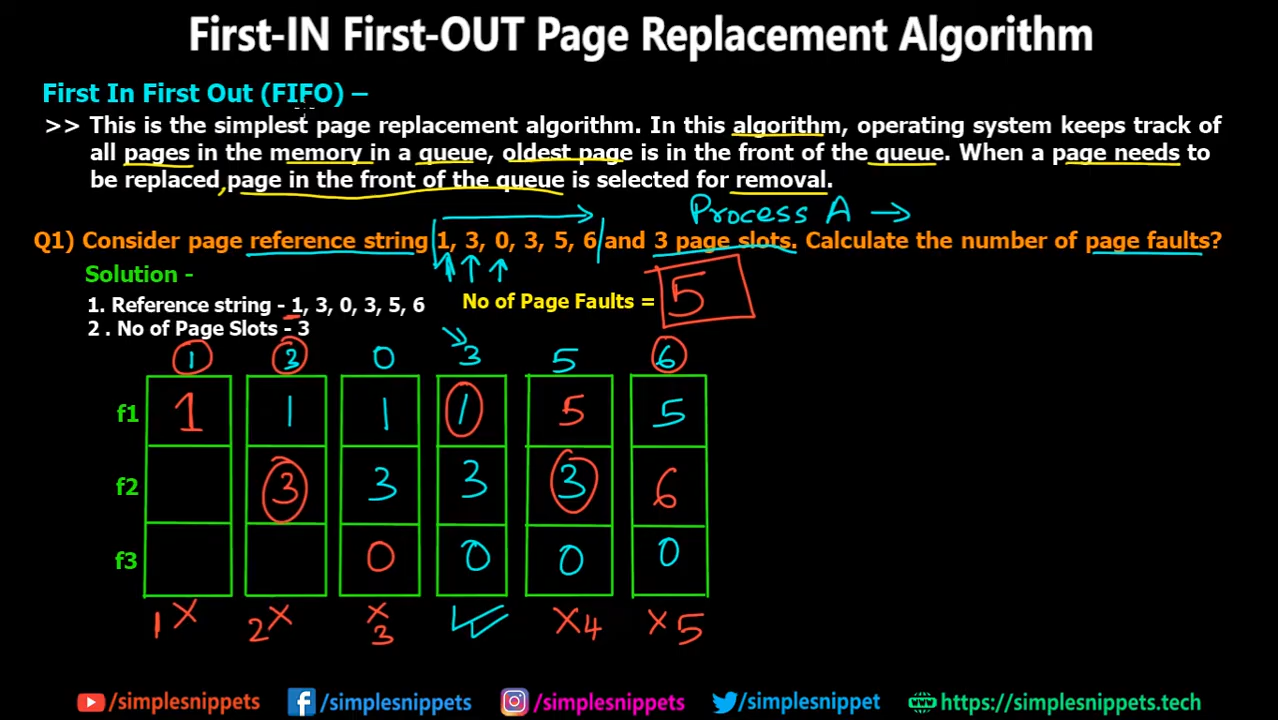 First-IN First-OUT Page Replacement Algorithm
First In First Out (FIFO) –
>> This is the simplest page replacement algorithm. In this algorithm, operating system keeps track of
all pages in the memory in a queue, oldest page is in the front of the queue. When a page needs to
be replaced page in the front of the queue is selected for removal.
Process A →
Q1) Consider page reference string 1, 3, 0, 3, 5, 6 and 3 page slots. Calculate the number of page faults?
Solution -
1. Reference string - 1, 3, 0, 3, 5, 6
No of Page Faults = 5
2 . No of Page Slots - 3
1 3 0 3 5 6
f1 1 1 1 1 5 5
f2 3 3 3 3 6
f3 0 0 0 0
1 X 2 X X 3 ✓ X 4 X 5
/simplesnippets /simplesnippets /simplesnippets /simplesnippet https://simplesnippets.tech